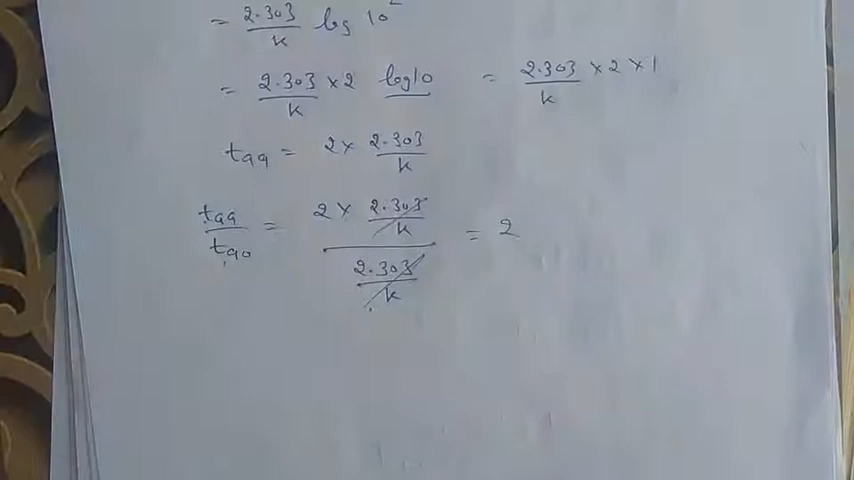 = 2.303/k log 10²
= 2.303/k × 2 log10 = 2.303/k × 2 × 1
t99 = 2 × 2.303/k
t99/t90 = (2 × 2.303/k)/(2.303/k) = 2